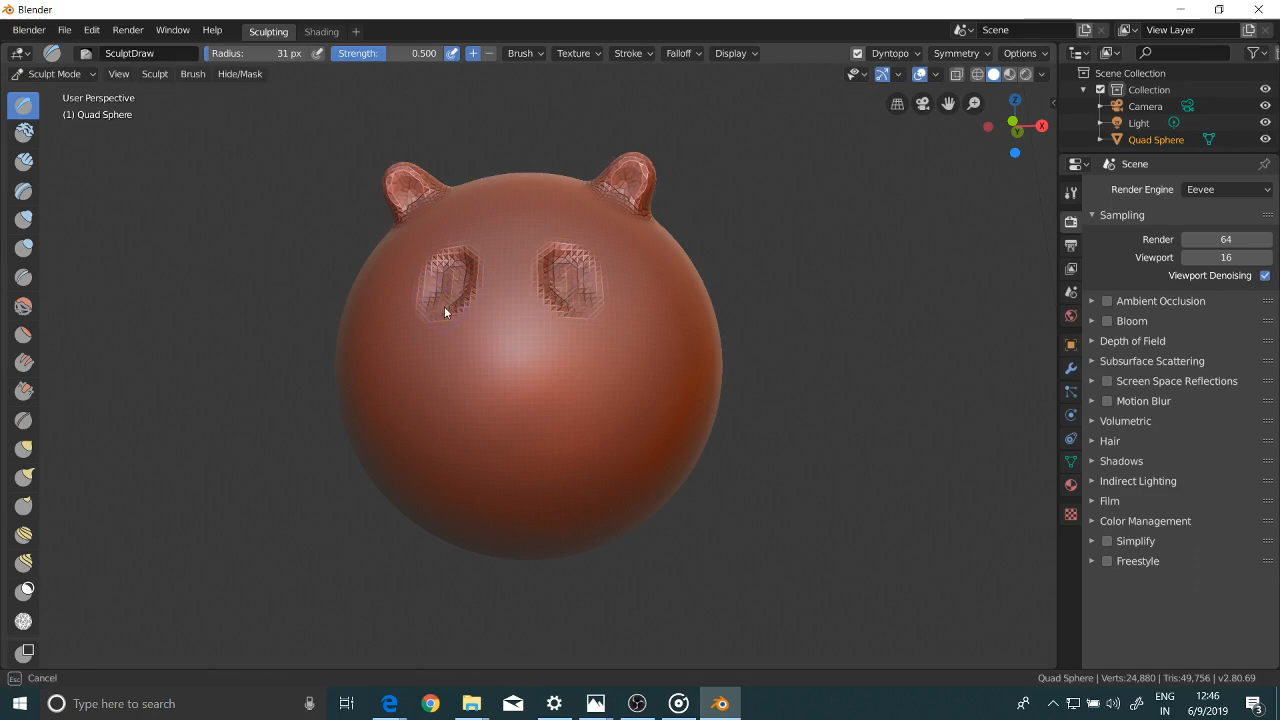 Blender
Blender File Edit Render Window Help Sculpting Shading Scene View Layer
SculptDraw Radius: 31 px Strength: 0.500 Brush Texture Stroke Falloff Display Dyntopo Symmetry Options
Sculpt Mode View Sculpt Brush Hide/Mask
User Perspective
(1) Quad Sphere
Z
X
Y
Scene Collection
Collection
Camera
Light
Quad Sphere
Scene
Render Engine Eevee
Sampling
Render 64
Viewport 16
Viewport Denoising
Ambient Occlusion
Bloom
Depth of Field
Subsurface Scattering
Screen Space Reflections
Motion Blur
Volumetric
Hair
Shadows
Indirect Lighting
Film
Color Management
Simplify
Freestyle
Esc Cancel Quad Sphere | Verts:24,880 | Tris:49,756 | v2.80.69
Type here to search
ENG
IN
12:46
6/9/2019
3